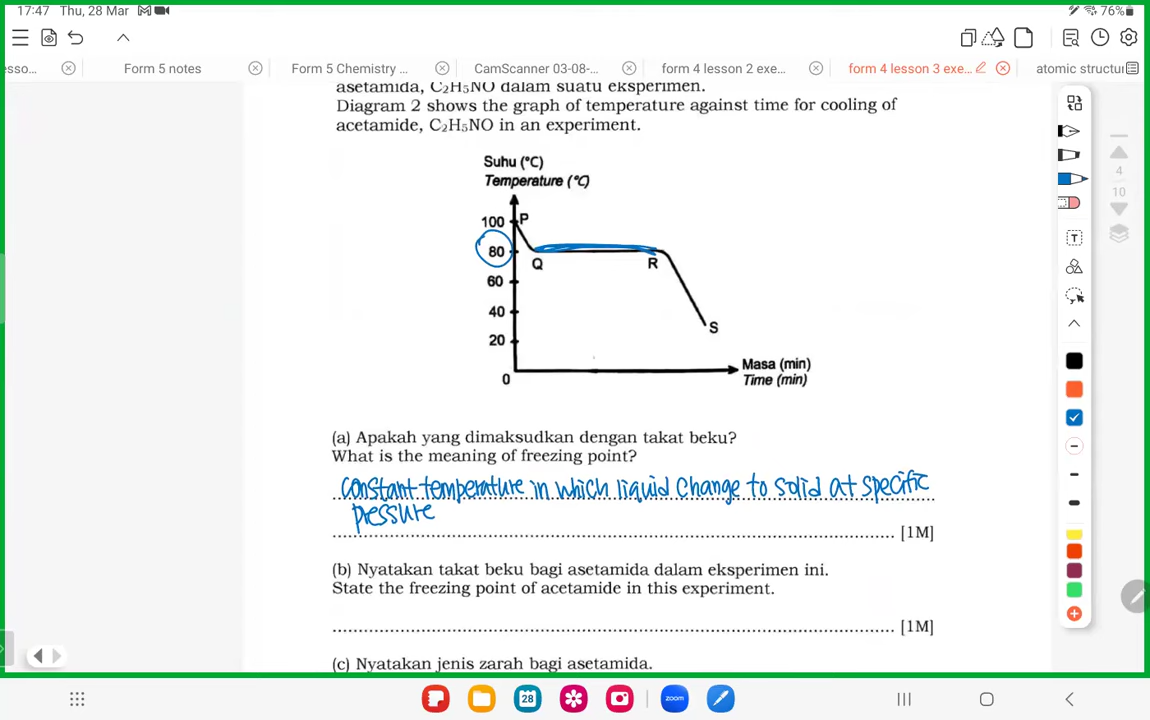 17:47 Thu, 28 Mar
76%
esso...
Form 5 notes
Form 5 Chemistry ...
CamScanner 03-08-...
form 4 lesson 2 exe...
form 4 lesson 3 exe...
atomic structu
asetamida, C₂H₅NO dalam suatu eksperimen.
Diagram 2 shows the graph of temperature against time for cooling of
acetamide, C₂H₅NO in an experiment.
Suhu (°C)
Temperature (°C)
100
P
80
Q
R
60
40
S
20
0
Masa (min)
Time (min)
4
10
(a) Apakah yang dimaksudkan dengan takat beku?
What is the meaning of freezing point?
constant temperature in which liquid change to solid at specific
pressure
[1M]
(b) Nyatakan takat beku bagi asetamida dalam eksperimen ini.
State the freezing point of acetamide in this experiment.
[1M]
(c) Nyatakan jenis zarah bagi asetamida.
28
zoom